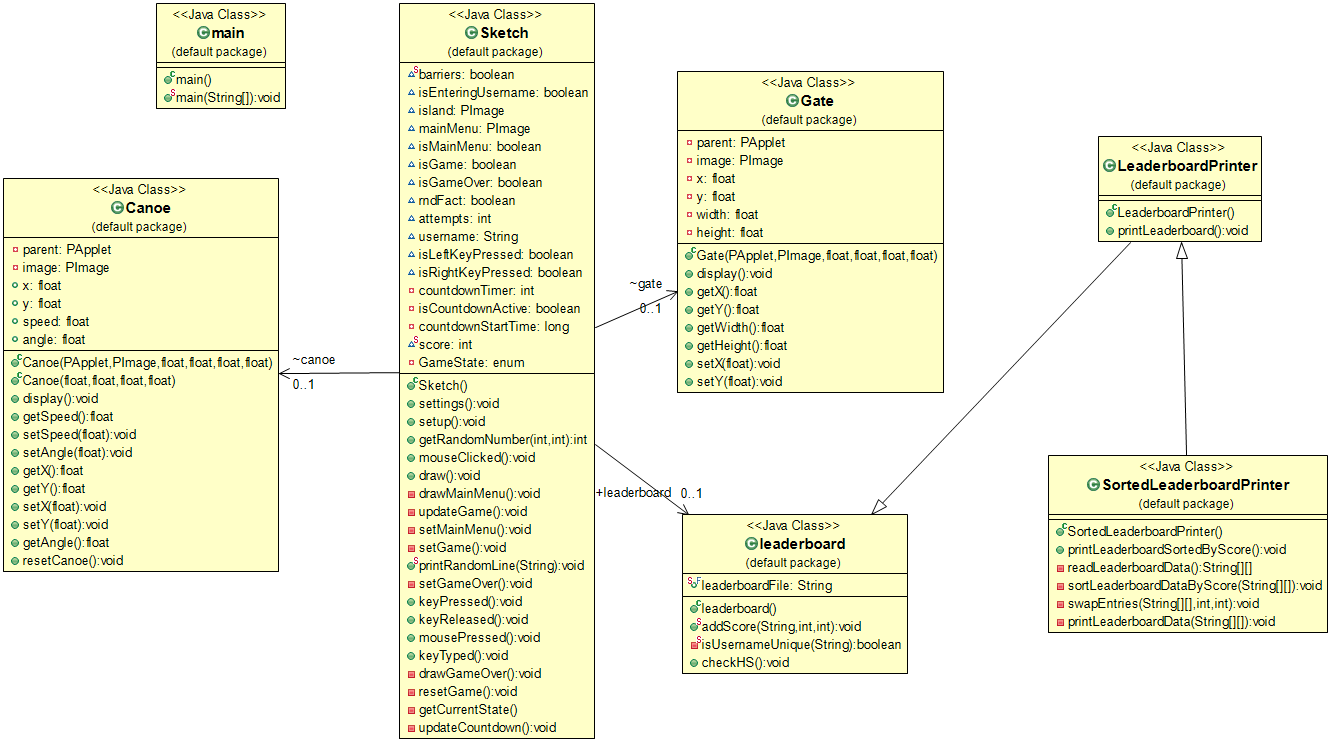 <<Java Class>>
main
(default package)
main()
main(String[]):void
<<Java Class>>
Canoe
(default package)
parent: PApplet
image: PImage
x: float
y: float
speed: float
angle: float
Canoe(PApplet,PImage,float,float,float,float)
Canoe(float,float,float,float)
display():void
getSpeed():float
setSpeed(float):void
setAngle(float):void
getX():float
getY():float
setX(float):void
setY(float):void
getAngle():float
resetCanoe():void
~canoe
0..1
<<Java Class>>
Sketch
(default package)
barriers: boolean
isEnteringUsername: boolean
island: PImage
mainMenu: PImage
isMainMenu: boolean
isGame: boolean
isGameOver: boolean
rndFact: boolean
attempts: int
username: String
isLeftKeyPressed: boolean
isRightKeyPressed: boolean
countdownTimer: int
isCountdownActive: boolean
countdownStartTime: long
score: int
GameState: enum
Sketch()
settings():void
setup():void
getRandomNumber(int,int):int
mouseClicked():void
draw():void
drawMainMenu():void
updateGame():void
setMainMenu():void
setGame():void
printRandomLine(String):void
setGameOver():void
keyPressed():void
keyReleased():void
mousePressed():void
keyTyped():void
drawGameOver():void
resetGame():void
getCurrentState()
updateCountdown():void
~gate
0..1
+leaderboard 0..1
<<Java Class>>
Gate
(default package)
parent: PApplet
image: PImage
x: float
y: float
width: float
height: float
Gate(PApplet,PImage,float,float,float,float)
display():void
getX():float
getY():float
getWidth():float
getHeight():float
setX(float):void
setY(float):void
<<Java Class>>
leaderboard
(default package)
leaderboardFile: String
leaderboard()
addScore(String,int,int):void
isUsernameUnique(String):boolean
checkHS():void
<<Java Class>>
LeaderboardPrinter
(default package)
LeaderboardPrinter()
printLeaderboard():void
<<Java Class>>
SortedLeaderboardPrinter
(default package)
SortedLeaderboardPrinter()
printLeaderboardSortedByScore():void
readLeaderboardData():String[][]
sortLeaderboardDataByScore(String[][]):void
swapEntries(String[][],int,int):void
printLeaderboardData(String[][]):void